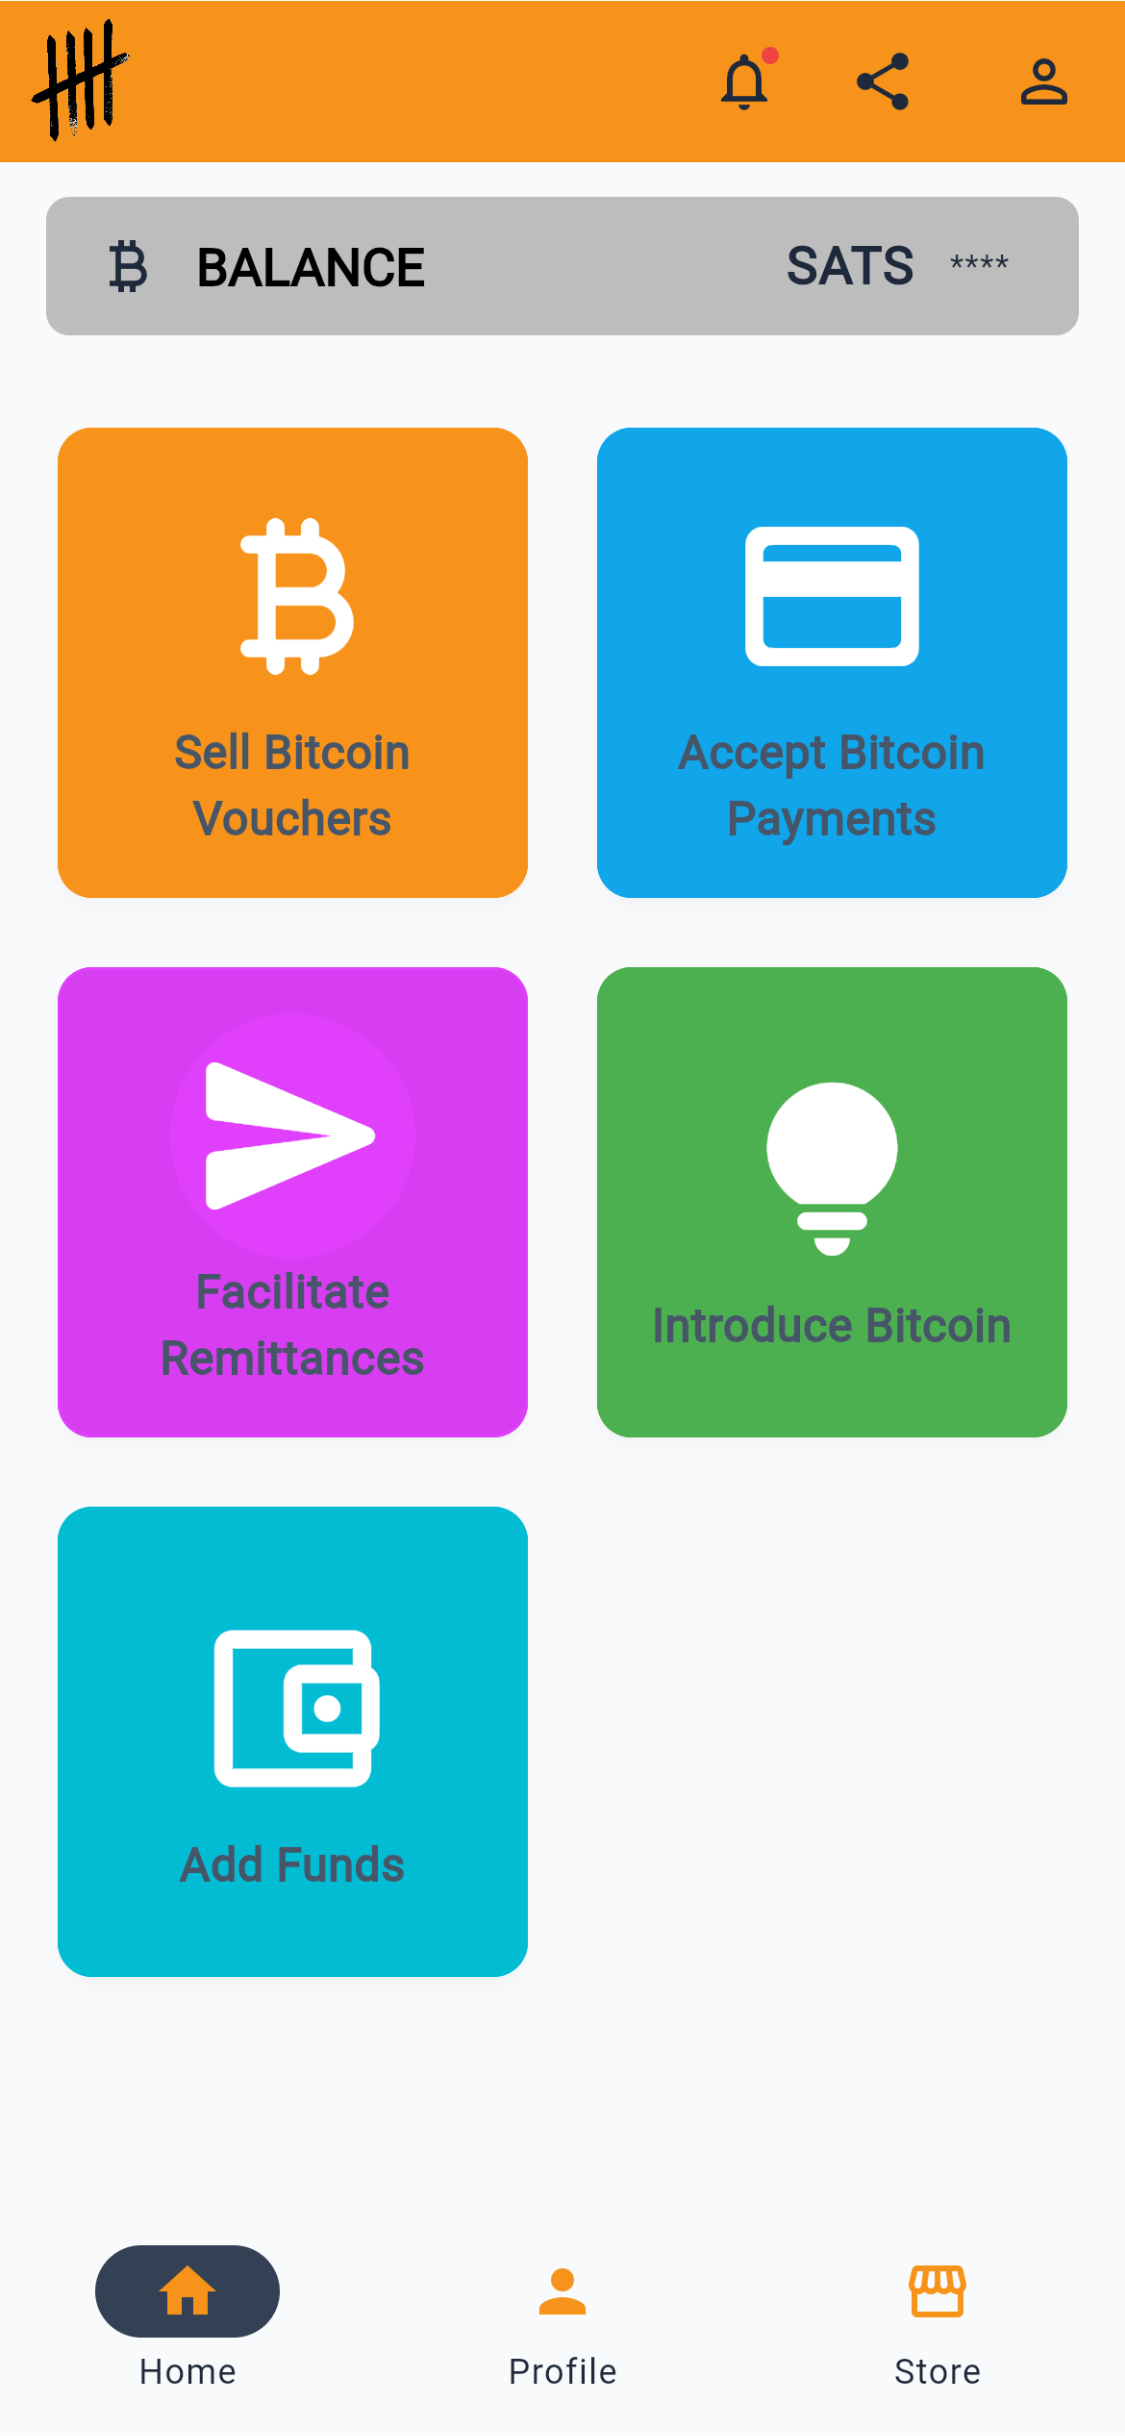 BALANCE SATS ****
Sell Bitcoin
Vouchers
Accept Bitcoin
Payments
Facilitate
Remittances
Introduce Bitcoin
Add Funds
Home Profile Store